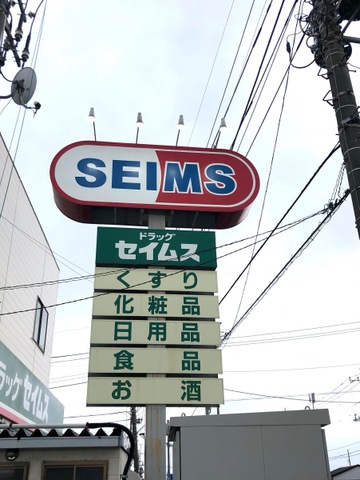 SEIMS
ドラッグ
セイムス
くすり
化粧品
日用品
食品
お酒
ドラッグ セイムス